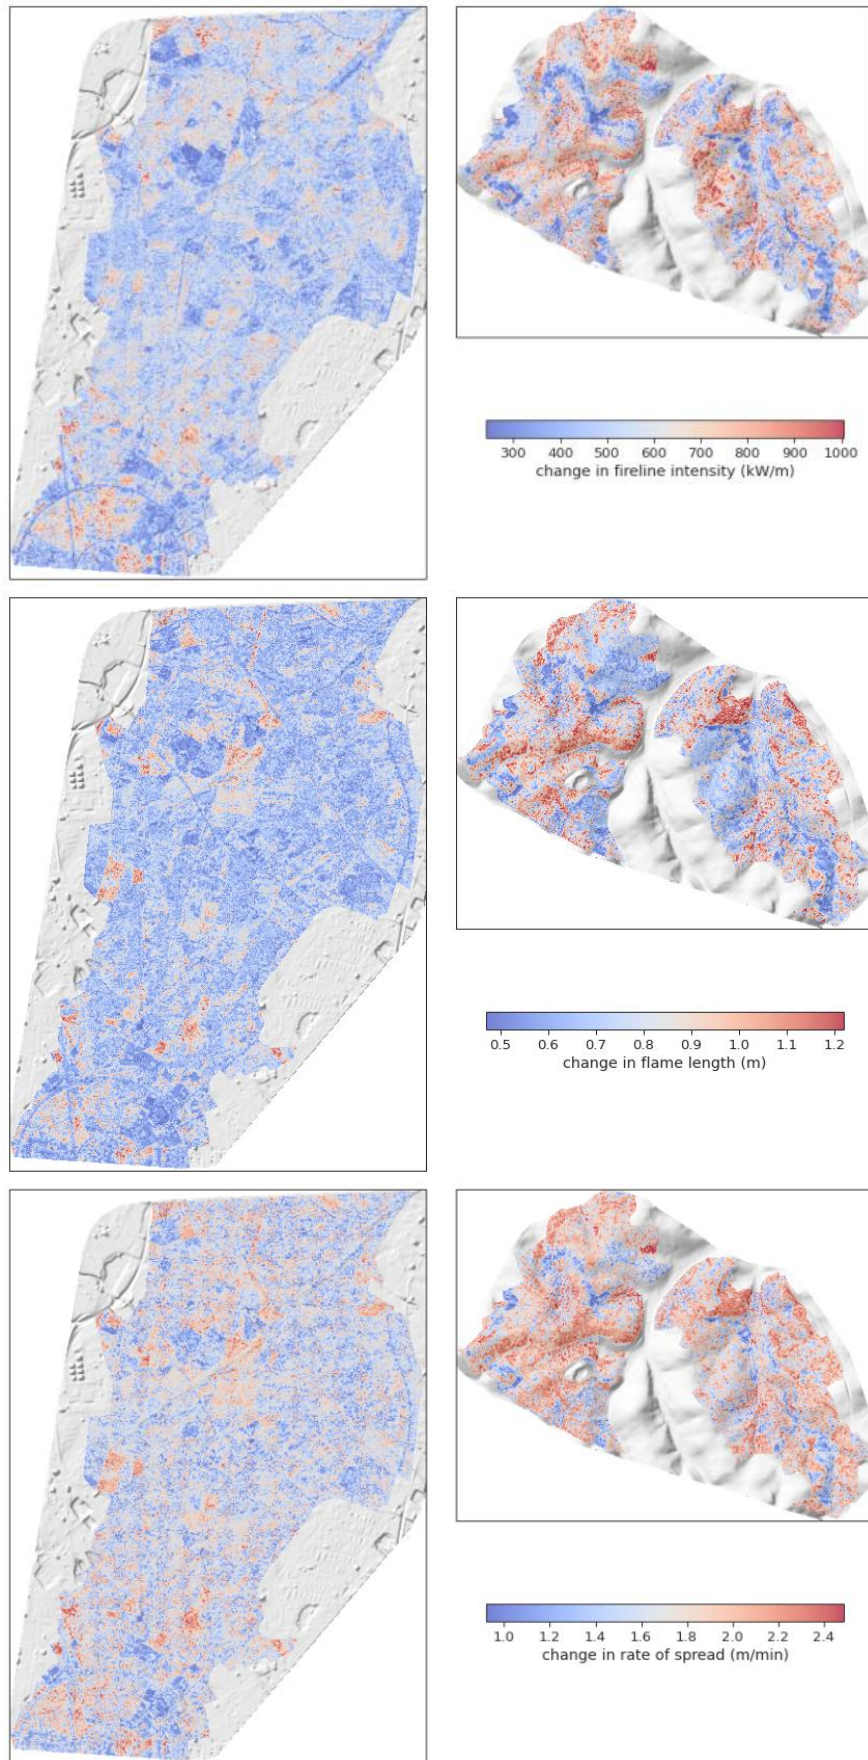 300 400 500 600 700 800 900 1000
change in fireline intensity (kW/m)
0.5 0.6 0.7 0.8 0.9 1.0 1.1 1.2
change in flame length (m)
1.0 1.2 1.4 1.6 1.8 2.0 2.2 2.4
change in rate of spread (m/min)